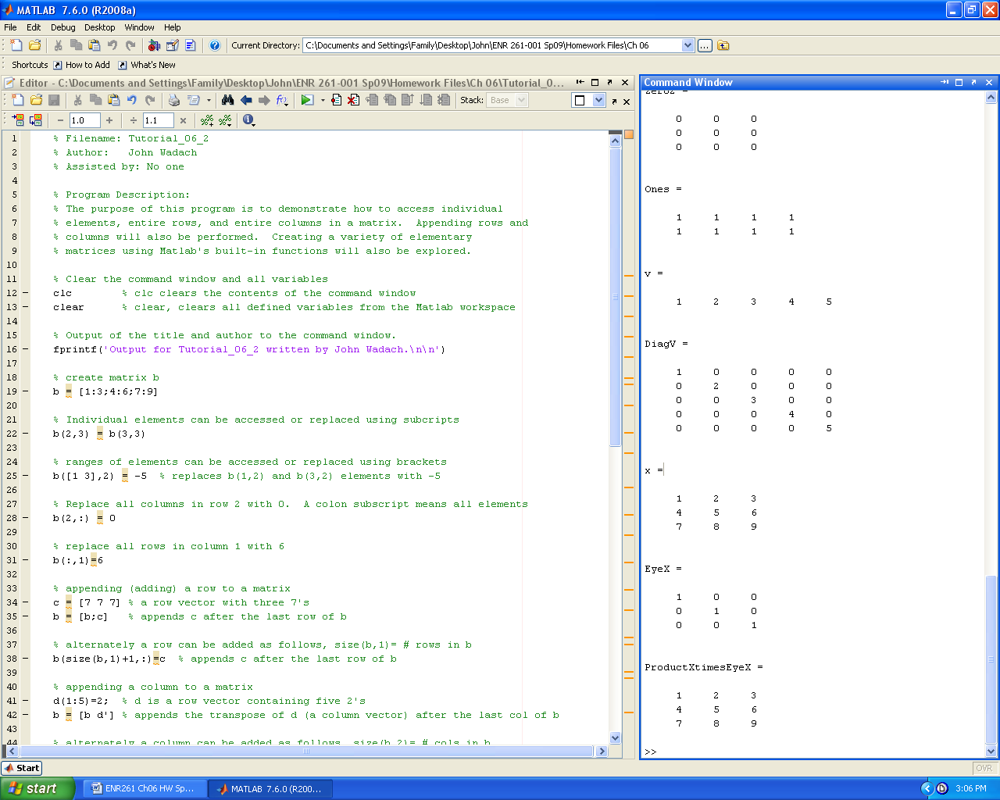 MATLAB 7.6.0 (R2008a)
File Edit Debug Desktop Window Help
Current Directory: C:\Documents and Settings\Family\Desktop\John\ENR 261-001 Sp09\Homework Files\Ch 06 ...
Shortcuts How to Add What's New
Editor - C:\Documents and Settings\Family\Desktop\John\ENR 261-001 Sp09\Homework Files\Ch 06\Tutorial_0...
Stack: Base
− 1.0 + ÷ 1.1 ×
1 % Filename: Tutorial_06_2
2 % Author:   John Wadach
3 % Assisted by: No one
4
5 % Program Description:
6 % The purpose of this program is to demonstrate how to access individual
7 % elements, entire rows, and entire columns in a matrix.  Appending rows and
8 % columns will also be performed.  Creating a variety of elementary
9 % matrices using Matlab's built-in functions will also be explored.
10
11 % Clear the command window and all variables
12 – clc        % clc clears the contents of the command window
13 – clear      % clear, clears all defined variables from the Matlab workspace
14
15 % Output of the title and author to the command window.
16 – fprintf('Output for Tutorial_06_2 written by John Wadach.\n\n')
17
18 % create matrix b
19 – b = [1:3;4:6;7:9]
20
21 % Individual elements can be accessed or replaced using subcripts
22 – b(2,3) = b(3,3)
23
24 % ranges of elements can be accessed or replaced using brackets
25 – b([1 3],2) = -5  % replaces b(1,2) and b(3,2) elements with -5
26
27 % Replace all columns in row 2 with 0.  A colon subscript means all elements
28 – b(2,:) = 0
29
30 % replace all rows in column 1 with 6
31 – b(:,1)=6
32
33 % appending (adding) a row to a matrix
34 – c = [7 7 7] % a row vector with three 7's
35 – b = [b;c]   % appends c after the last row of b
36
37 % alternately a row can be added as follows, size(b,1)= # rows in b
38 – b(size(b,1)+1,:)=c  % appends c after the last row of b
39
40 % appending a column to a matrix
41 – d(1:5)=2;  % d is a row vector containing five 2's
42 – b = [b d'] % appends the transpose of d (a column vector) after the last col of b
43
44 % alternately a column can be added as follows, size(b,2)= # cols in b
Command Window
ZeroZ =
0 0 0
0 0 0
0 0 0
Ones =
1 1 1 1
1 1 1 1
v =
1 2 3 4 5
DiagV =
1 0 0 0 0
0 2 0 0 0
0 0 3 0 0
0 0 0 4 0
0 0 0 0 5
x =
1 2 3
4 5 6
7 8 9
EyeX =
1 0 0
0 1 0
0 0 1
ProductXtimesEyeX =
1 2 3
4 5 6
7 8 9
>>
Start
OVR
start ENR261 Ch06 HW Sp... MATLAB 7.6.0 (R200... 3:06 PM